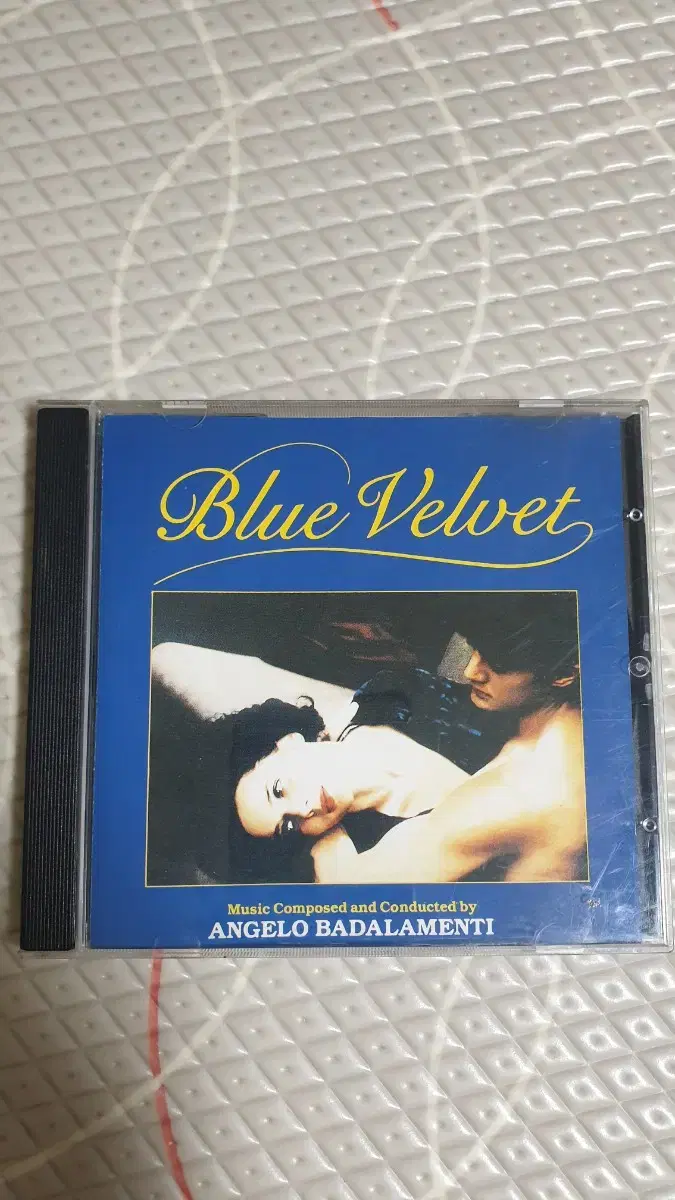 Blue Velvet
Music Composed and Conducted by
ANGELO BADALAMENTI